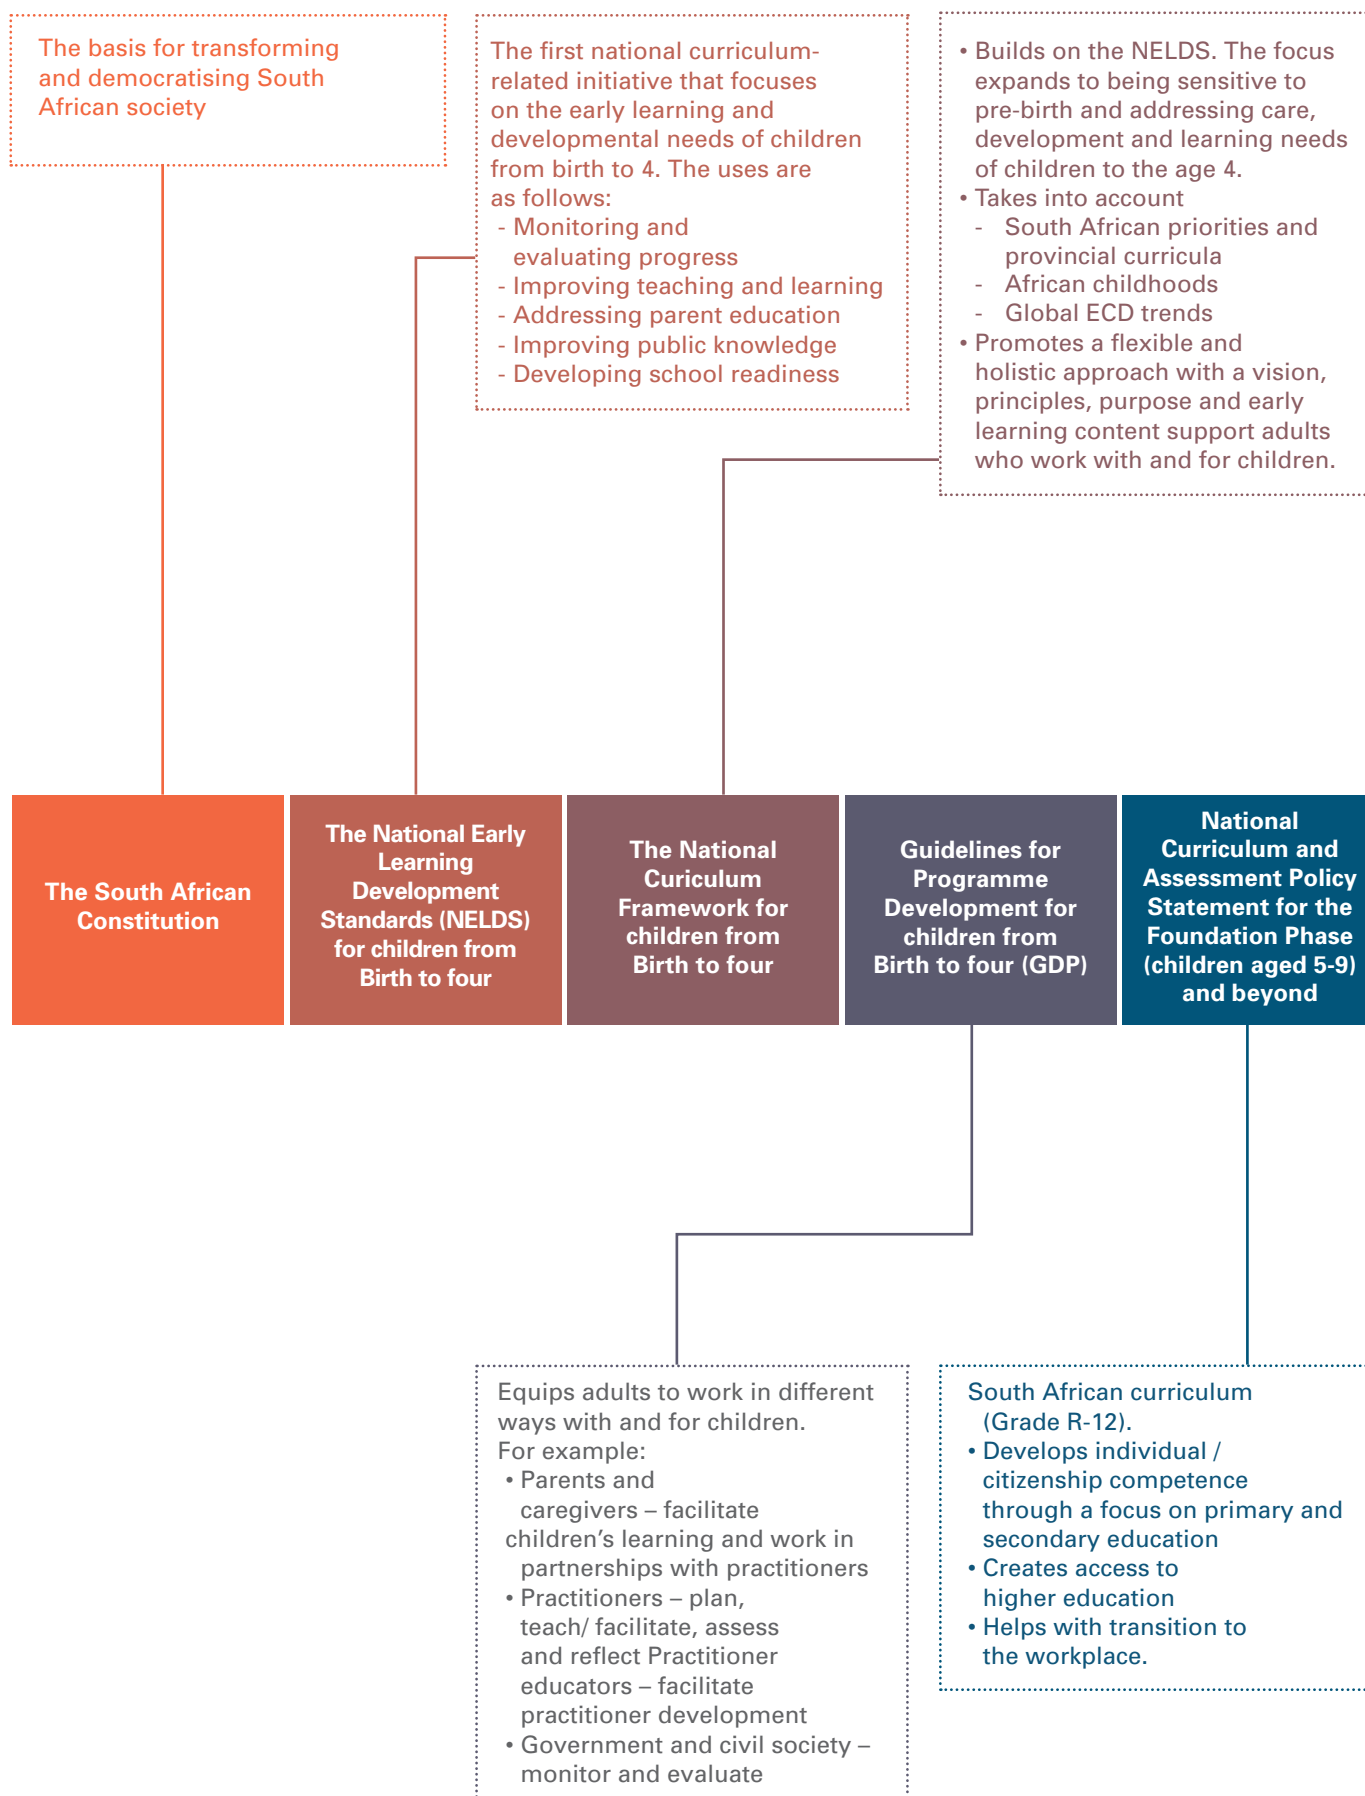 The basis for transforming
and democratising South
African society
The first national curriculum-
related initiative that focuses
on the early learning and
developmental needs of children
from birth to 4. The uses are
as follows:
- Monitoring and
evaluating progress
- Improving teaching and learning
- Addressing parent education
- Improving public knowledge
- Developing school readiness
• Builds on the NELDS. The focus
expands to being sensitive to
pre-birth and addressing care,
development and learning needs
of children to the age 4.
• Takes into account
- South African priorities and
provincial curricula
- African childhoods
- Global ECD trends
• Promotes a flexible and
holistic approach with a vision,
principles, purpose and early
learning content support adults
who work with and for children.
The South African
Constitution
The National Early
Learning
Development
Standards (NELDS)
for children from
Birth to four
The National
Curiculum
Framework for
children from
Birth to four
Guidelines for
Programme
Development for
children from
Birth to four (GDP)
National
Curriculum and
Assessment Policy
Statement for the
Foundation Phase
(children aged 5-9)
and beyond
Equips adults to work in different
ways with and for children.
For example:
• Parents and
caregivers – facilitate
children’s learning and work in
partnerships with practitioners
• Practitioners – plan,
teach/ facilitate, assess
and reflect Practitioner
educators – facilitate
practitioner development
• Government and civil society –
monitor and evaluate
South African curriculum
(Grade R-12).
• Develops individual /
citizenship competence
through a focus on primary and
secondary education
• Creates access to
higher education
• Helps with transition to
the workplace.